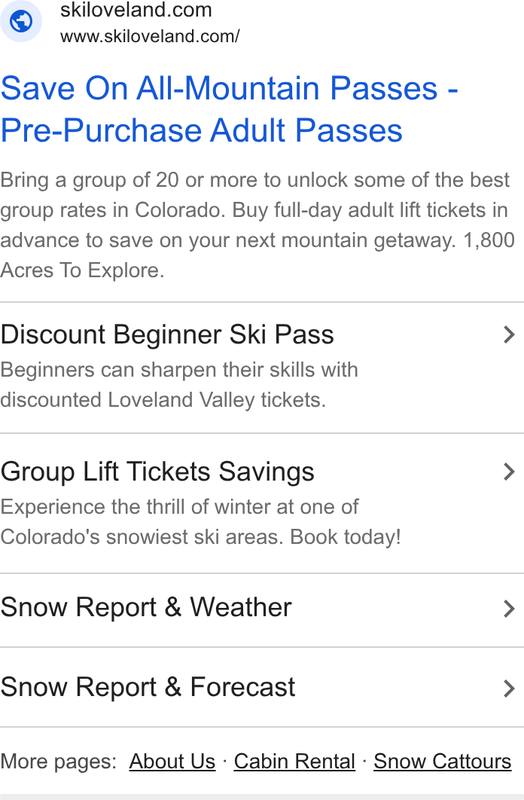 skiloveland.com
www.skiloveland.com/
Save On All-Mountain Passes -
Pre-Purchase Adult Passes
Bring a group of 20 or more to unlock some of the best
group rates in Colorado. Buy full-day adult lift tickets in
advance to save on your next mountain getaway. 1,800
Acres To Explore.
Discount Beginner Ski Pass
Beginners can sharpen their skills with
discounted Loveland Valley tickets.
Group Lift Tickets Savings
Experience the thrill of winter at one of
Colorado's snowiest ski areas. Book today!
Snow Report & Weather
Snow Report & Forecast
More pages: About Us · Cabin Rental · Snow Cattours